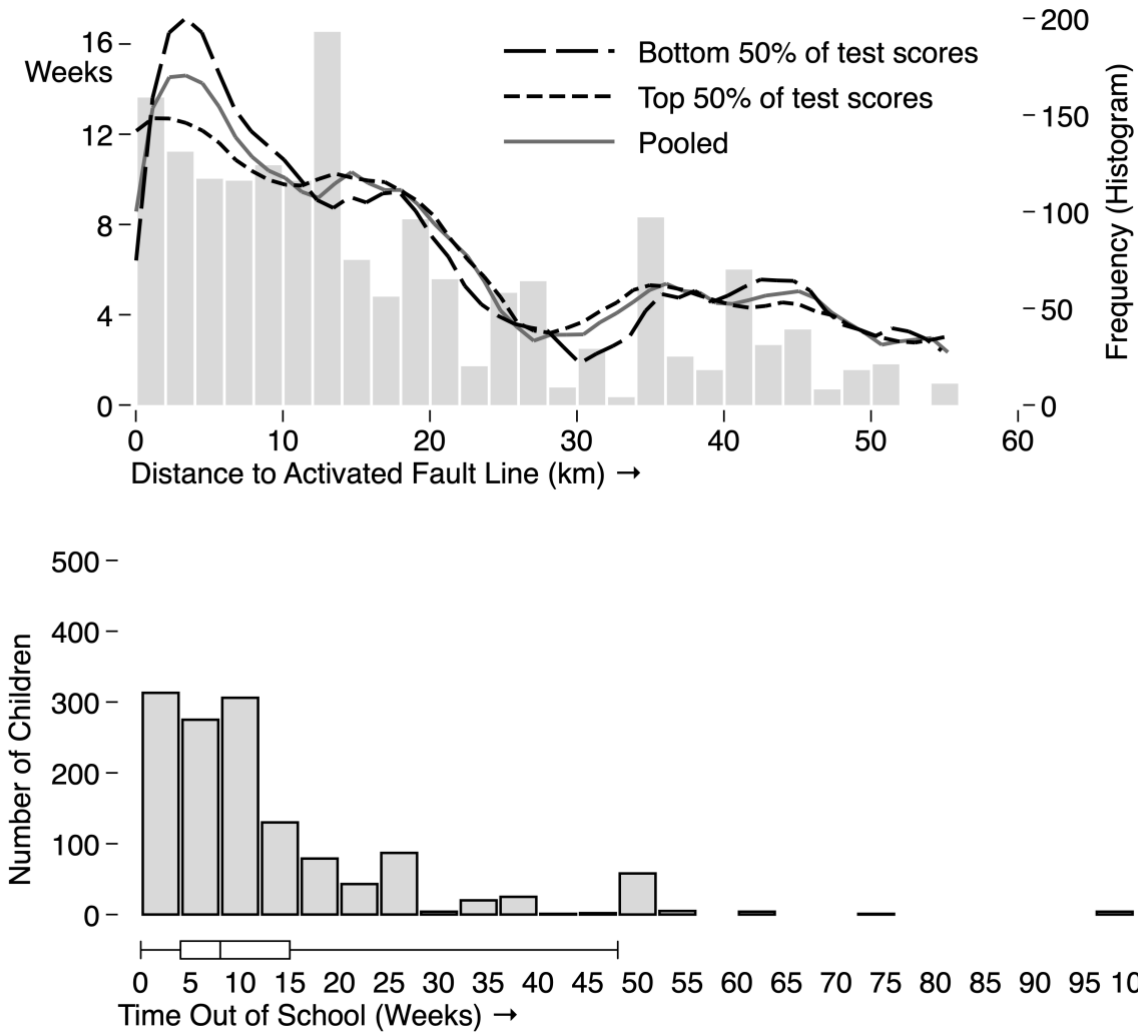 16
Weeks
12
8
4
0
Bottom 50% of test scores
Top 50% of test scores
Pooled
200
150
100
50
0
Frequency (Histogram)
0 10 20 30 40 50 60
Distance to Activated Fault Line (km) →
500
400
300
200
100
0
Number of Children
0 5 10 15 20 25 30 35 40 45 50 55 60 65 70 75 80 85 90 95 10
Time Out of School (Weeks) →